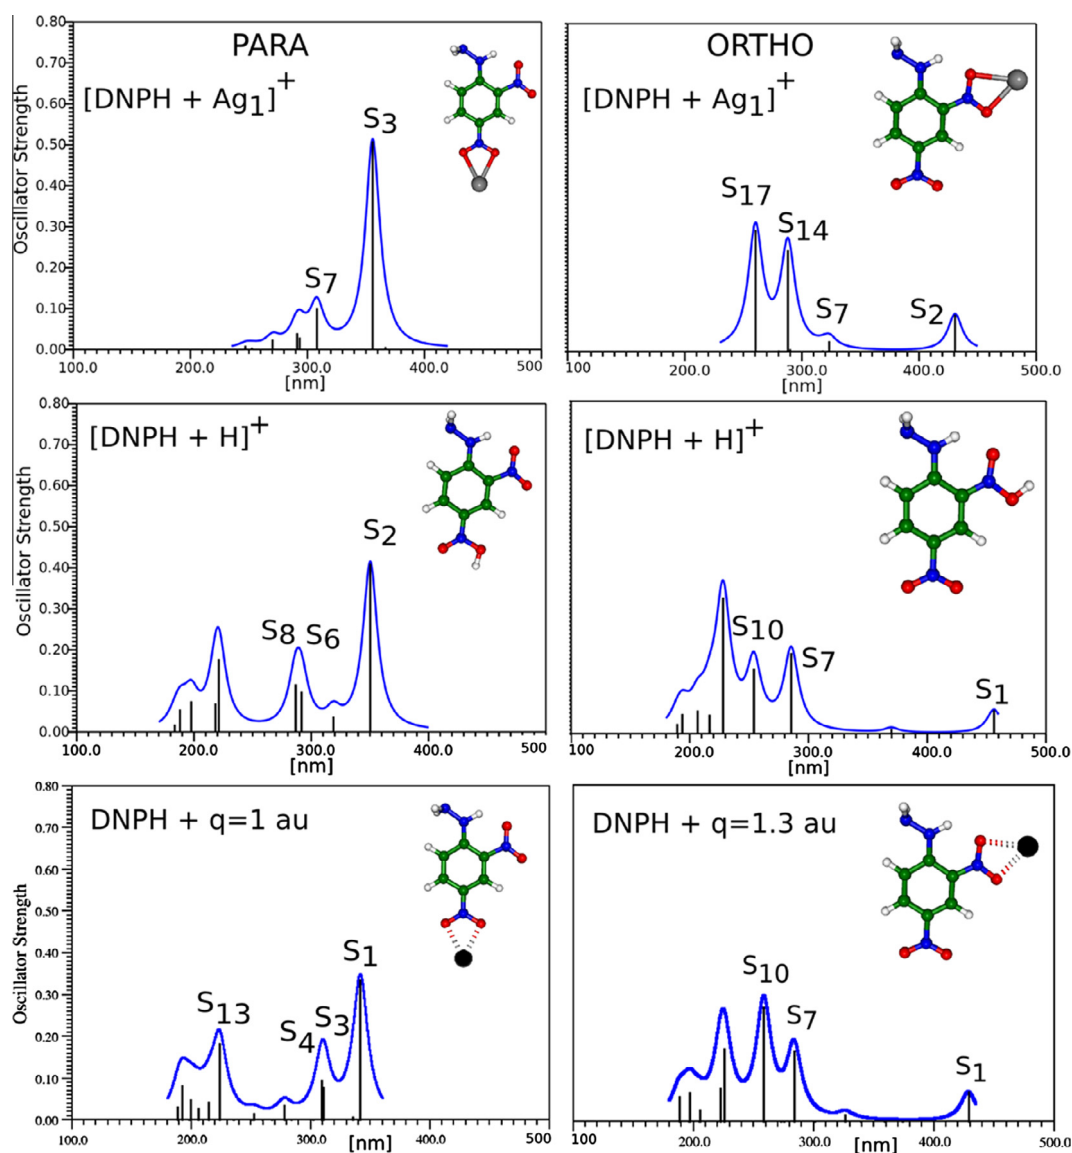 PARA
[DNPH + Ag1]+
S3
S7
Oscillator Strength
0.80
0.70
0.60
0.50
0.40
0.30
0.20
0.10
0.00
100.0
300.0
400.0
500
[nm]
ORTHO
[DNPH + Ag1]+
S17
S14
S7
S2
100
200.0
300.0
400.0
500.0
[nm]
[DNPH + H]+
S2
S8
S6
Oscillator Strength
0.80
0.70
0.60
0.50
0.40
0.30
0.20
0.10
0.00
100.0
200.0
300.0
400.0
500
[nm]
[DNPH + H]+
S10
S7
S1
100.0
200.0
300.0
400.0
500.0
[nm]
DNPH + q=1 au
S1
S13
S4
S3
Oscillator Strength
0.80
0.70
0.60
0.50
0.40
0.30
0.20
0.10
0.00
100.0
200.0
300.0
400.0
500
[nm]
DNPH + q=1.3 au
S10
S7
S1
100
200.0
300.0
400.0
500.0
[nm]